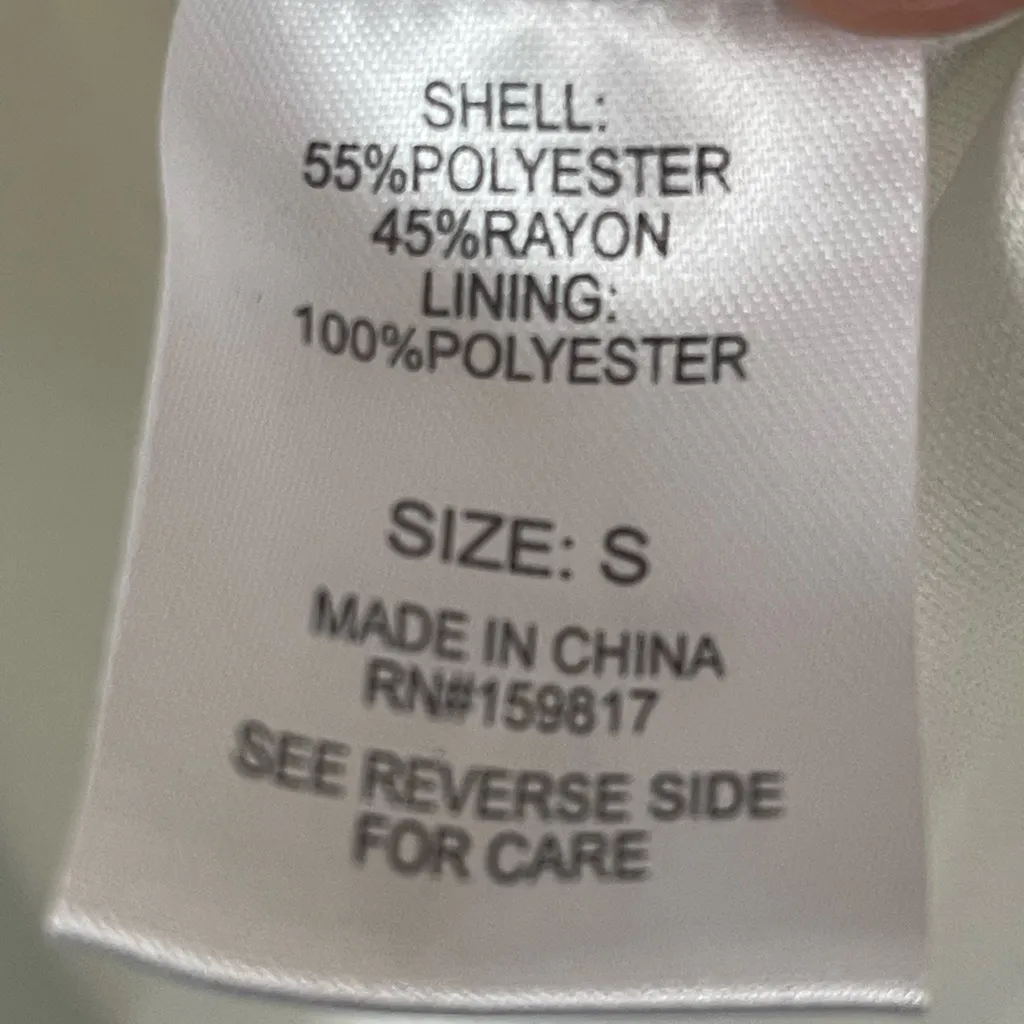 SHELL:
55%POLYESTER
45%RAYON
LINING:
100%POLYESTER
SIZE: S
MADE IN CHINA
RN#159817
SEE REVERSE SIDE
FOR CARE